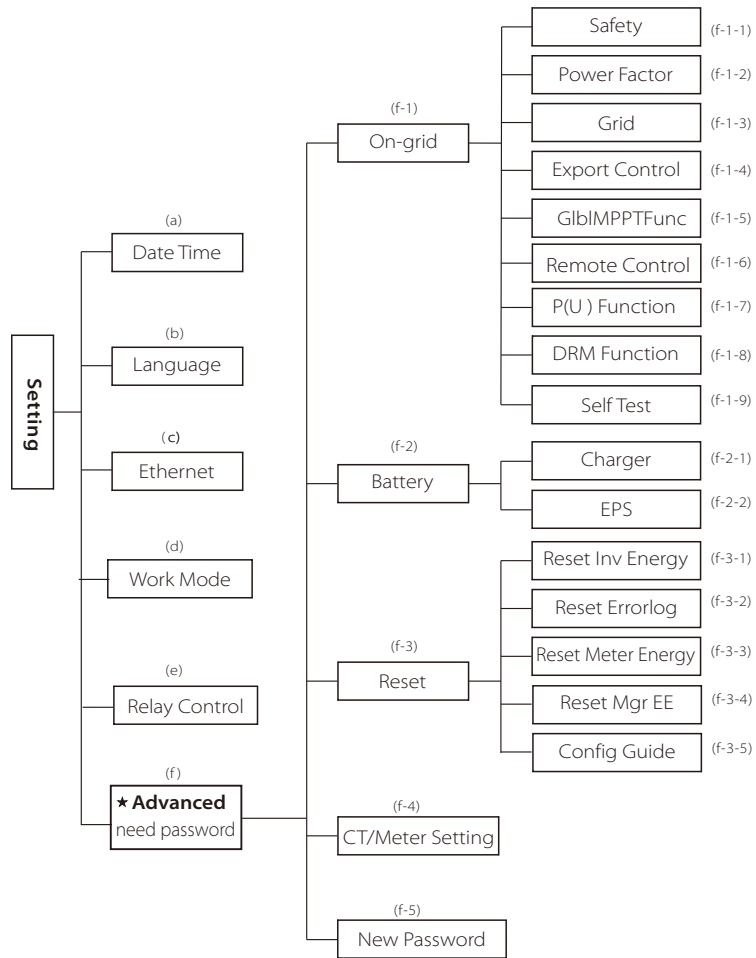 Setting
(a)
Date Time
(b)
Language
(c)
Ethernet
(d)
Work Mode
(e)
Relay Control
(f)
★ Advanced
need password
(f-1)
On-grid
Safety (f-1-1)
Power Factor (f-1-2)
Grid (f-1-3)
Export Control (f-1-4)
GlblMPPTFunc (f-1-5)
Remote Control (f-1-6)
P(U ) Function (f-1-7)
DRM Function (f-1-8)
Self Test (f-1-9)
(f-2)
Battery
Charger (f-2-1)
EPS (f-2-2)
(f-3)
Reset
Reset Inv Energy (f-3-1)
Reset Errorlog (f-3-2)
Reset Meter Energy (f-3-3)
Reset Mgr EE (f-3-4)
Config Guide (f-3-5)
(f-4)
CT/Meter Setting
(f-5)
New Password